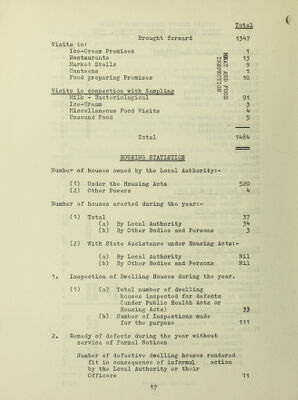 Total
Brought forward 1347
Visits to:
Ice-Cream Premises 1
Restaurants 13
Market Stalls 9
Canteens 1
Food preparing Premises 10
MEAT AND FOOD
INSPECTION
Visits in connection with Sampling
Milk - Bacteriological 91
Ice-Cream 3
Miscellaneous Food Visits 4
Unsound Food 5
Total 1484
HOUSING STATISTICS
Number of houses owned by the Local Authority:-
(1) Under the Housing Acts 520
(2) Other Powers 4
Number of houses erected during the year:-
(1) Total 37
(a) By Local Authority 34
(b) By Other Bodies and Persons 3
(2) With State Assistance under Housing Acts:-
(a) By Local Authority Nil
(b) By Other Bodies and Persons Nil
1. Inspection of Dwelling Houses during the year.
(1) (a) Total number of dwelling
houses inspected for defects
(under Public Health Acts or
Housing Acts) 33
(b) Number of Inspections made
for the purpose 111
2. Remedy of defects during the year without
service of Formal Notices
Number of defective dwelling houses rendered
fit in consequence of informal action
by the Local Authority or their
Officers 11
17